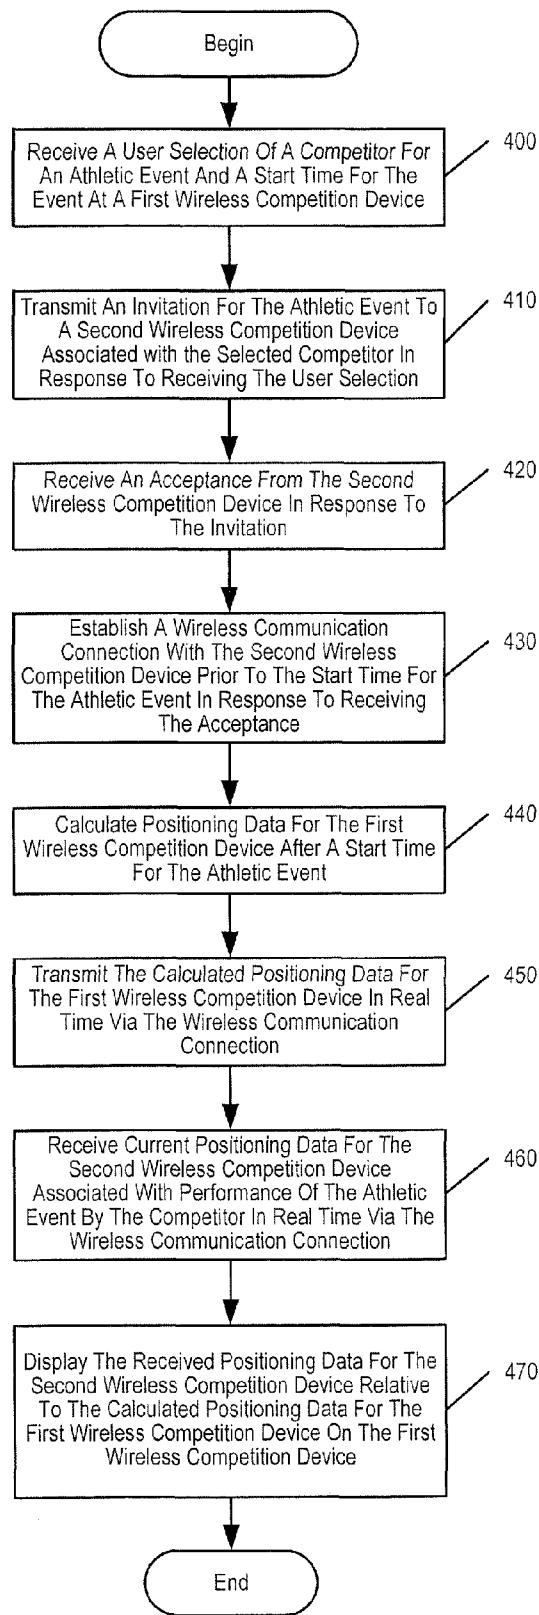 Begin
Receive A User Selection Of A Competitor For
An Athletic Event And A Start Time For The
Event At A First Wireless Competition Device
400
Transmit An Invitation For The Athletic Event To
A Second Wireless Competition Device
Associated with the Selected Competitor In
Response To Receiving The User Selection
410
Receive An Acceptance From The Second
Wireless Competition Device In Response To
The Invitation
420
Establish A Wireless Communication
Connection With The Second Wireless
Competition Device Prior To The Start Time For
The Athletic Event In Response To Receiving
The Acceptance
430
Calculate Positioning Data For The First
Wireless Competition Device After A Start Time
For The Athletic Event
440
Transmit The Calculated Positioning Data For
The First Wireless Competition Device In Real
Time Via The Wireless Communication
Connection
450
Receive Current Positioning Data For The
Second Wireless Competition Device
Associated With Performance Of The Athletic
Event By The Competitor In Real Time Via The
Wireless Communication Connection
460
Display The Received Positioning Data For The
Second Wireless Competition Device Relative
To The Calculated Positioning Data For The
First Wireless Competition Device On The First
Wireless Competition Device
470
End